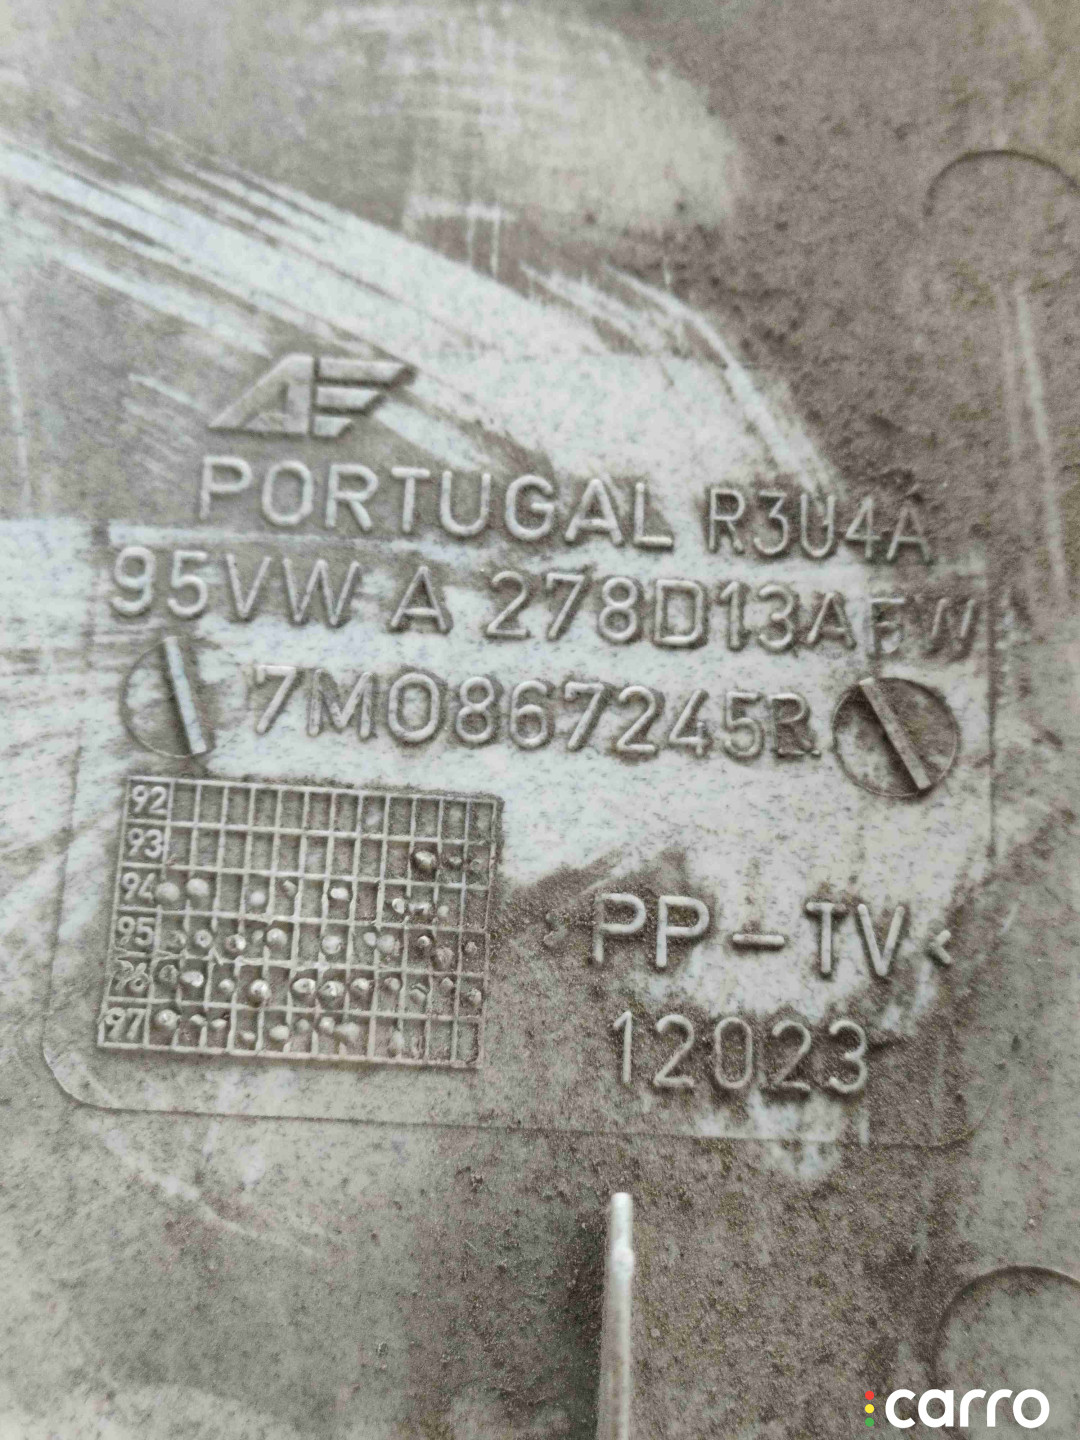 AE
PORTUGAL R3U4A
95VW A 278D13AEW
7M0867245R
92
93
94
95
96
97
PP-TV<
12023
carro